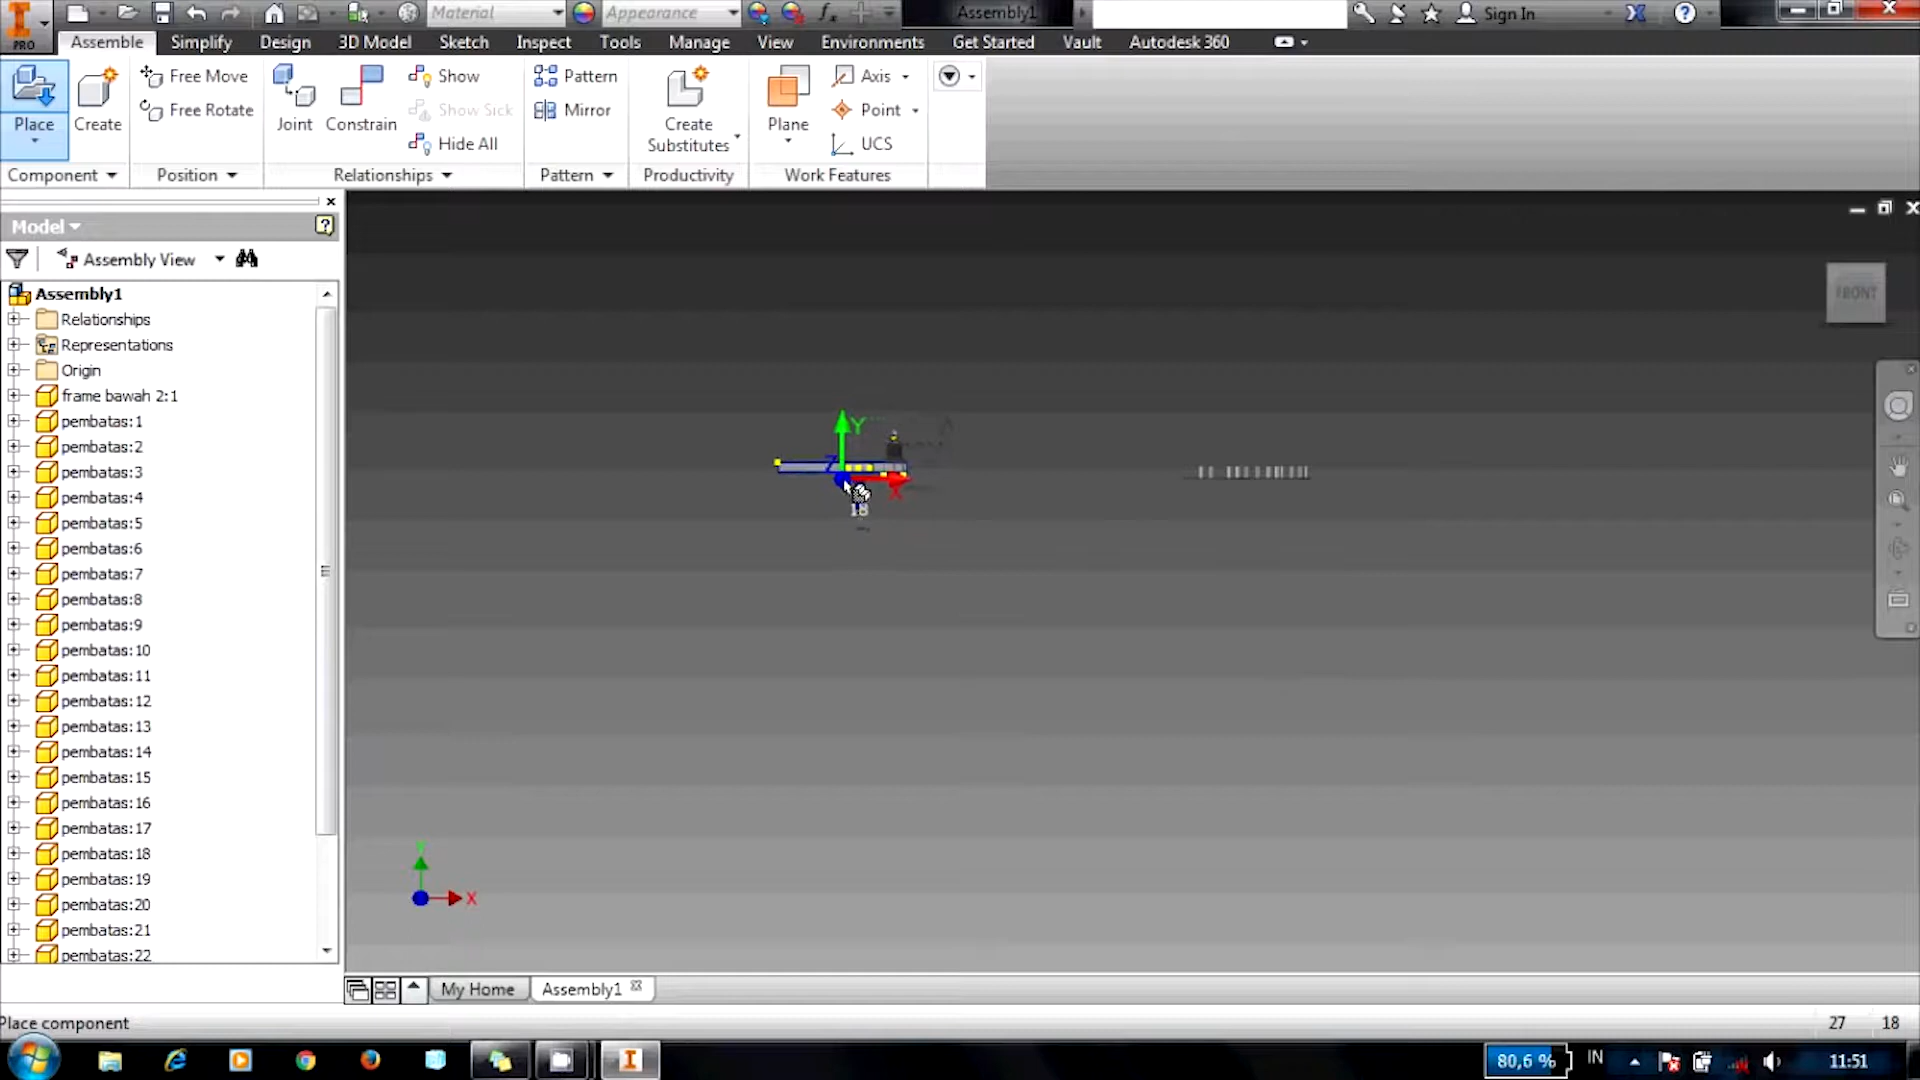 Material
Appearance
Assembly1
Sign In
PRO
Assemble Simplify Design 3D Model Sketch Inspect Tools Manage View Environments Get Started Vault Autodesk 360
Place
Create
Free Move
Free Rotate
Joint
Constrain
Show
Show Sick
Hide All
Pattern
Mirror
Create
Substitutes
Plane
Axis
Point
UCS
Component Position Relationships Pattern Productivity Work Features
Model
Assembly View
Assembly1
Relationships
Representations
Origin
frame bawah 2:1
pembatas:1
pembatas:2
pembatas:3
pembatas:4
pembatas:5
pembatas:6
pembatas:7
pembatas:8
pembatas:9
pembatas:10
pembatas:11
pembatas:12
pembatas:13
pembatas:14
pembatas:15
pembatas:16
pembatas:17
pembatas:18
pembatas:19
pembatas:20
pembatas:21
pembatas:22
FRONT
Y
Z
X
18
Y
X
My Home Assembly1
Place component
27 18
80,6 % IN 11:51